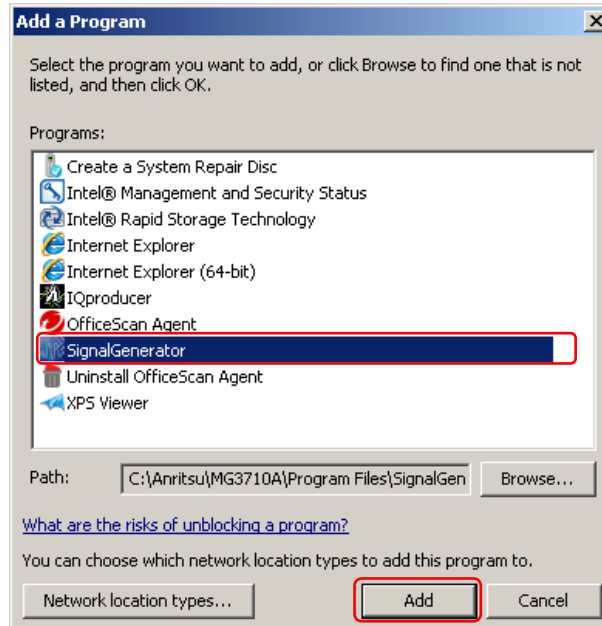 Add a Program
Select the program you want to add, or click Browse to find one that is not
listed, and then click OK.
Programs:
Create a System Repair Disc
Intel® Management and Security Status
Intel® Rapid Storage Technology
Internet Explorer
Internet Explorer (64-bit)
IQproducer
OfficeScan Agent
SignalGenerator
Uninstall OfficeScan Agent
XPS Viewer
Path: C:\Anritsu\MG3710A\Program Files\SignalGen Browse...
What are the risks of unblocking a program?
You can choose which network location types to add this program to.
Network location types... Add Cancel